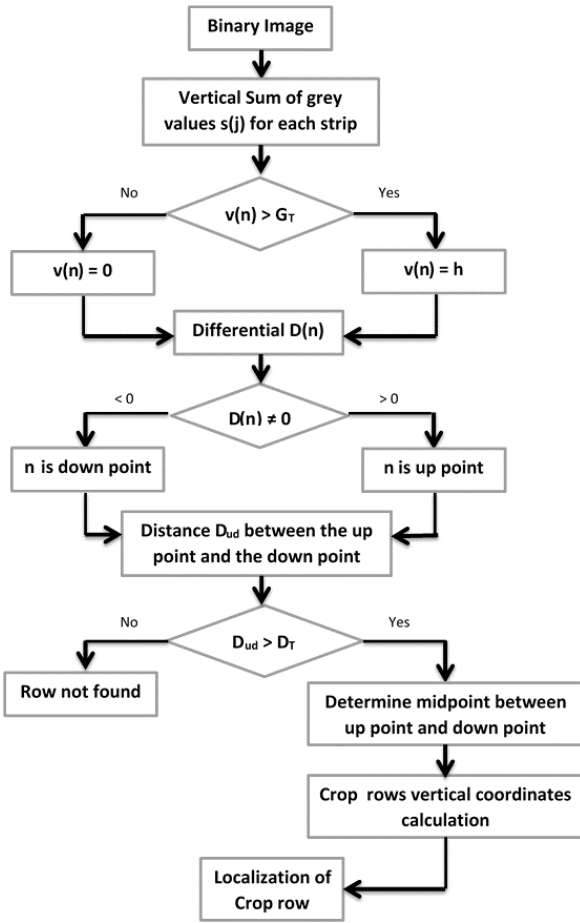 Binary Image
Vertical Sum of grey
values s(j) for each strip
No
Yes
v(n) > G_T
v(n) = 0
v(n) = h
Differential D(n)
< 0
> 0
D(n) ≠ 0
n is down point
n is up point
Distance D_ud between the up
point and the down point
No
Yes
D_ud > D_T
Row not found
Determine midpoint between
up point and down point
Crop rows vertical coordinates
calculation
Localization of
Crop row